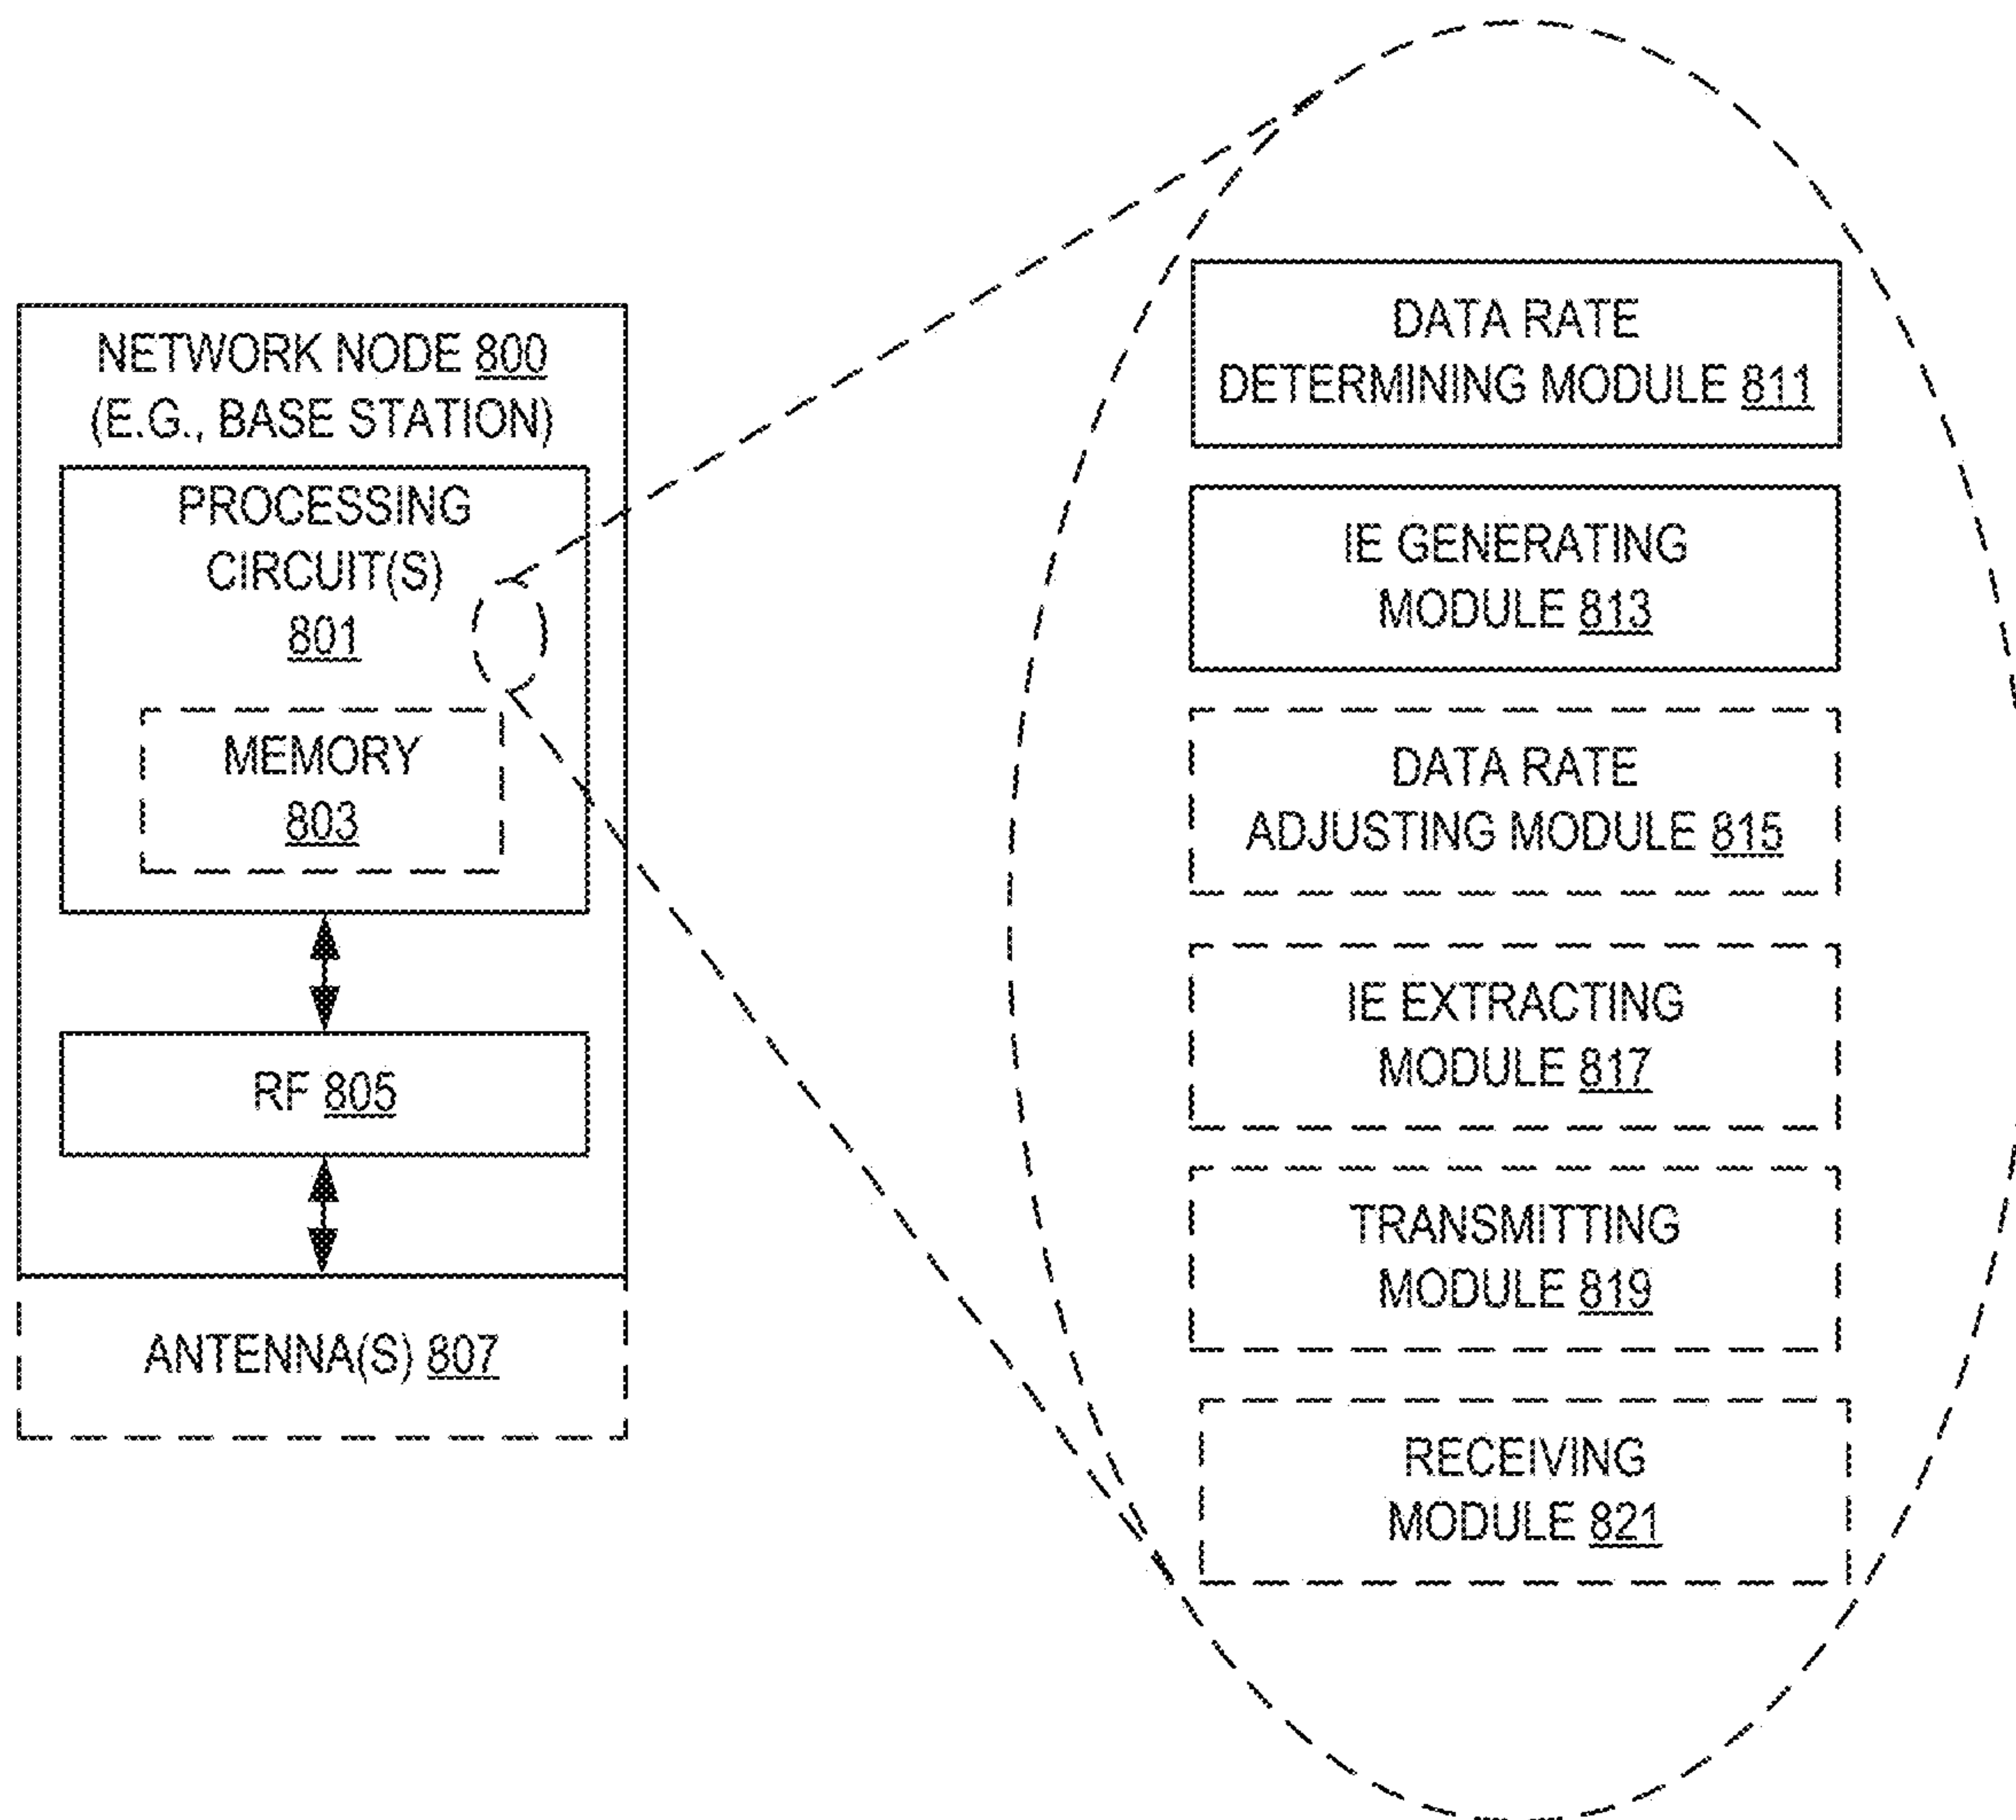 NETWORK NODE 800
(E.G., BASE STATION)
PROCESSING
CIRCUIT(S)
801
MEMORY
803
RF 805
ANTENNA(S) 807
DATA RATE
DETERMINING MODULE 811
IE GENERATING
MODULE 813
DATA RATE
ADJUSTING MODULE 815
IE EXTRACTING
MODULE 817
TRANSMITTING
MODULE 819
RECEIVING
MODULE 821